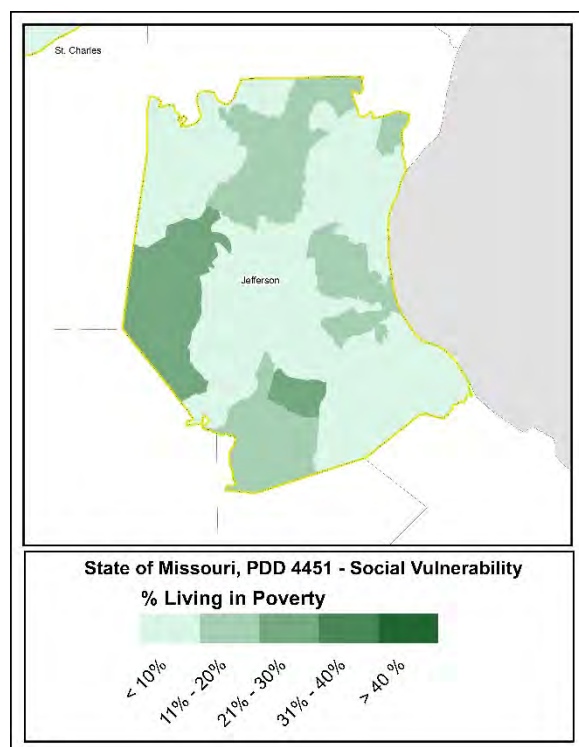 St. Charles
Jefferson
State of Missouri, PDD 4451 - Social Vulnerability
% Living in Poverty
< 10%
11% - 20%
21% - 30%
31% - 40%
> 40 %